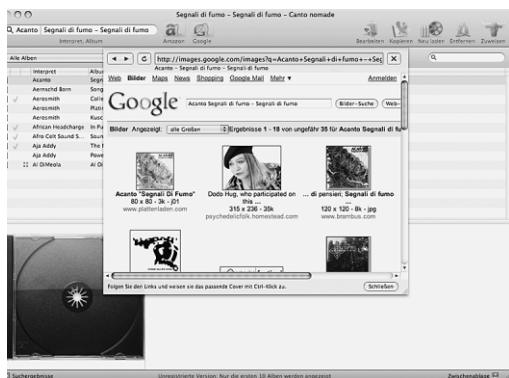 Segnali di fumo - Segnali di fumo - Canto nomade
Acanto Segnali di fumo - Segnali di fumo
Interpret, Album
Amazon Google
Bearbeiten Kopieren Neu laden Entfernen Zuweisen
Alle Alben
Interpret Album
Acanto
Aernschd Born Song
Aerosmith
Aerosmith
Aerosmith
African Headcharge
Afro Celt Sound S...
Aja Addy
Aja Addy
Al DiMeola
http://images.google.com/images?q=Acanto+Segnali+di+fumo+-+Seg
Acanto - Segnali di fumo - Segnali di fumo
Web Bilder Maps News Shopping Google Mail Mehr ▼ Anmelden
Google Acanto Segnali di fumo - Segnali di fumo Bilder-Suche Web-
Bilder Angezeigt: alle Größen Ergebnisse 1 - 18 von ungefähr 35 für Acanto Segnali di fu
Acanto "Segnali Di Fumo"
80 x 80 - 3k - j01
www.plattenladen.com
Dodo Hug, who participated on
this ...
315 x 236 - 35k
psychedelicfolk.homestead.com
... di pensieri; Segnali di fumo
...
120 x 120 - 8k - jpg
www.brambus.com
Folgen Sie den Links und weisen sie das passende Cover mit Ctrl-Klick zu.
Schließen
Suchergebnisse
Unregistrierte Version: Nur die ersten 10 Alben werden angezeigt
Zwischenablage